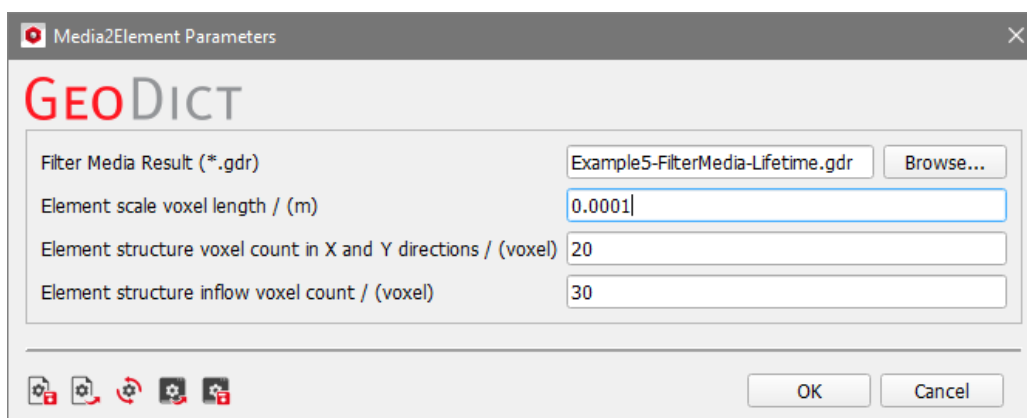 Media2Element Parameters
GEODICT
Filter Media Result (*.gdr) Example5-FilterMedia-Lifetime.gdr Browse...
Element scale voxel length / (m) 0.0001
Element structure voxel count in X and Y directions / (voxel) 20
Element structure inflow voxel count / (voxel) 30
OK Cancel